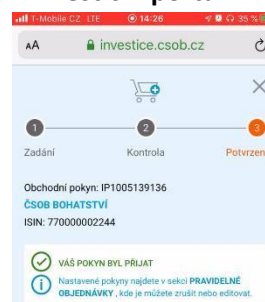 T-Mobile CZ LTE 14:26 35 %
AA investice.csob.cz
1 2 3
Zadání Kontrola Potvrzen
Obchodní pokyn: IP1005139136
ČSOB BOHATSTVÍ
ISIN: 770000002244
VÁŠ POKYN BYL PŘIJAT
Nastavené pokyny najdete v sekci PRAVIDELNÉ
OBJEDNÁVKY , kde je můžete zrušit nebo editovat.